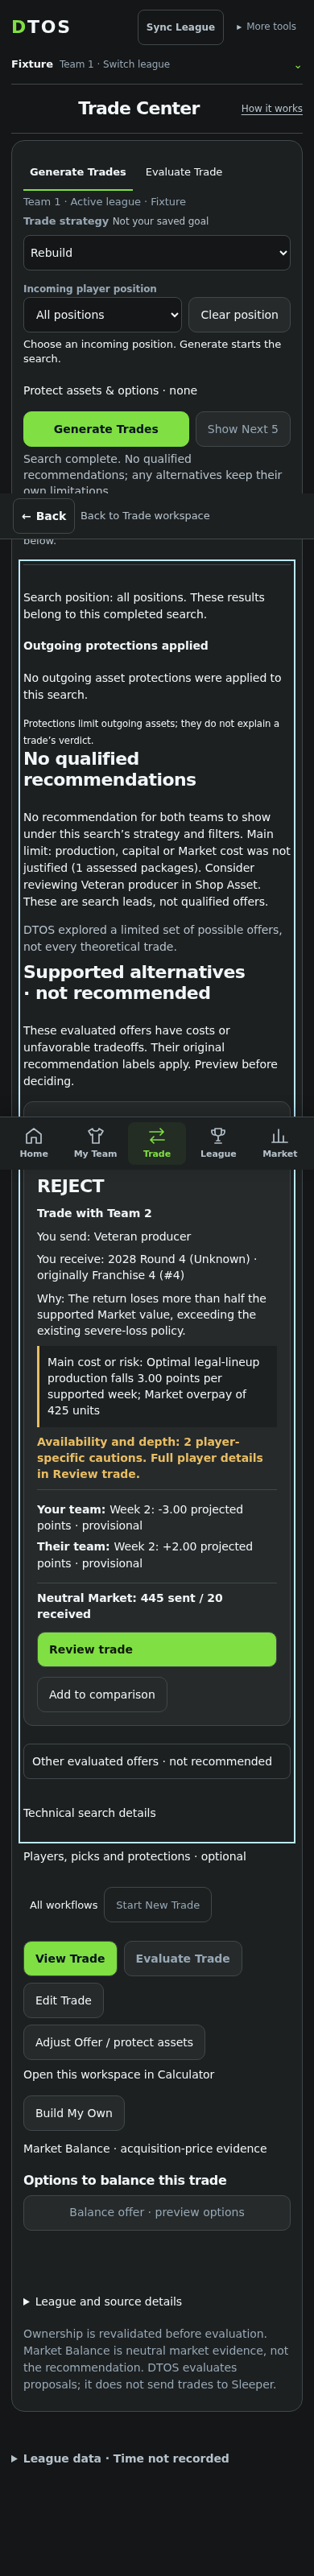 DTOS
Sync League
▸ More tools
Fixture Team 1 · Switch league
Trade Center
How it works
Generate Trades
Evaluate Trade
Team 1 · Active league · Fixture
Trade strategy Not your saved goal
Rebuild
Incoming player position
All positions
Clear position
Choose an incoming position. Generate starts the
search.
Protect assets & options · none
Generate Trades
Show Next 5
Search complete. No qualified
recommendations; any alternatives keep their
own limitations
← Back
Back to Trade workspace
below.
Search position: all positions. These results
belong to this completed search.
Outgoing protections applied
No outgoing asset protections were applied to
this search.
Protections limit outgoing assets; they do not explain a
trade’s verdict.
No qualified
recommendations
No recommendation for both teams to show
under this search’s strategy and filters. Main
limit: production, capital or Market cost was not
justified (1 assessed packages). Consider
reviewing Veteran producer in Shop Asset.
These are search leads, not qualified offers.
DTOS explored a limited set of possible offers,
not every theoretical trade.
Supported alternatives
· not recommended
These evaluated offers have costs or
unfavorable tradeoffs. Their original
recommendation labels apply. Preview before
deciding.
Home
My Team
Trade
League
Market
REJECT
Trade with Team 2
You send: Veteran producer
You receive: 2028 Round 4 (Unknown) ·
originally Franchise 4 (#4)
Why: The return loses more than half the
supported Market value, exceeding the
existing severe-loss policy.
Main cost or risk: Optimal legal-lineup
production falls 3.00 points per
supported week; Market overpay of
425 units
Availability and depth: 2 player-
specific cautions. Full player details
in Review trade.
Your team: Week 2: -3.00 projected
points · provisional
Their team: Week 2: +2.00 projected
points · provisional
Neutral Market: 445 sent / 20
received
Review trade
Add to comparison
Other evaluated offers · not recommended
Technical search details
Players, picks and protections · optional
All workflows
Start New Trade
View Trade
Evaluate Trade
Edit Trade
Adjust Offer / protect assets
Open this workspace in Calculator
Build My Own
Market Balance · acquisition-price evidence
Options to balance this trade
Balance offer · preview options
▶ League and source details
Ownership is revalidated before evaluation.
Market Balance is neutral market evidence, not
the recommendation. DTOS evaluates
proposals; it does not send trades to Sleeper.
▶ League data · Time not recorded